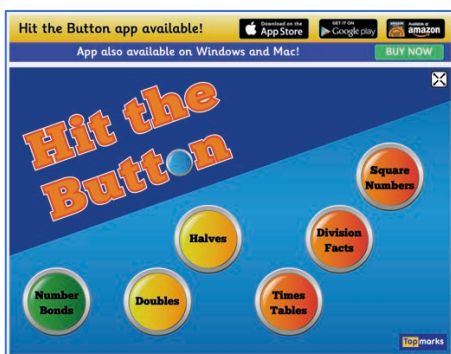 Hit the Button app available!
Download on the
App Store
GET IT ON
Google play
Available at
amazon
App also available on Windows and Mac!
BUY NOW
Hit the
Button
Square
Numbers
Halves
Division
Facts
Number
Bonds
Doubles
Times
Tables
Topmarks